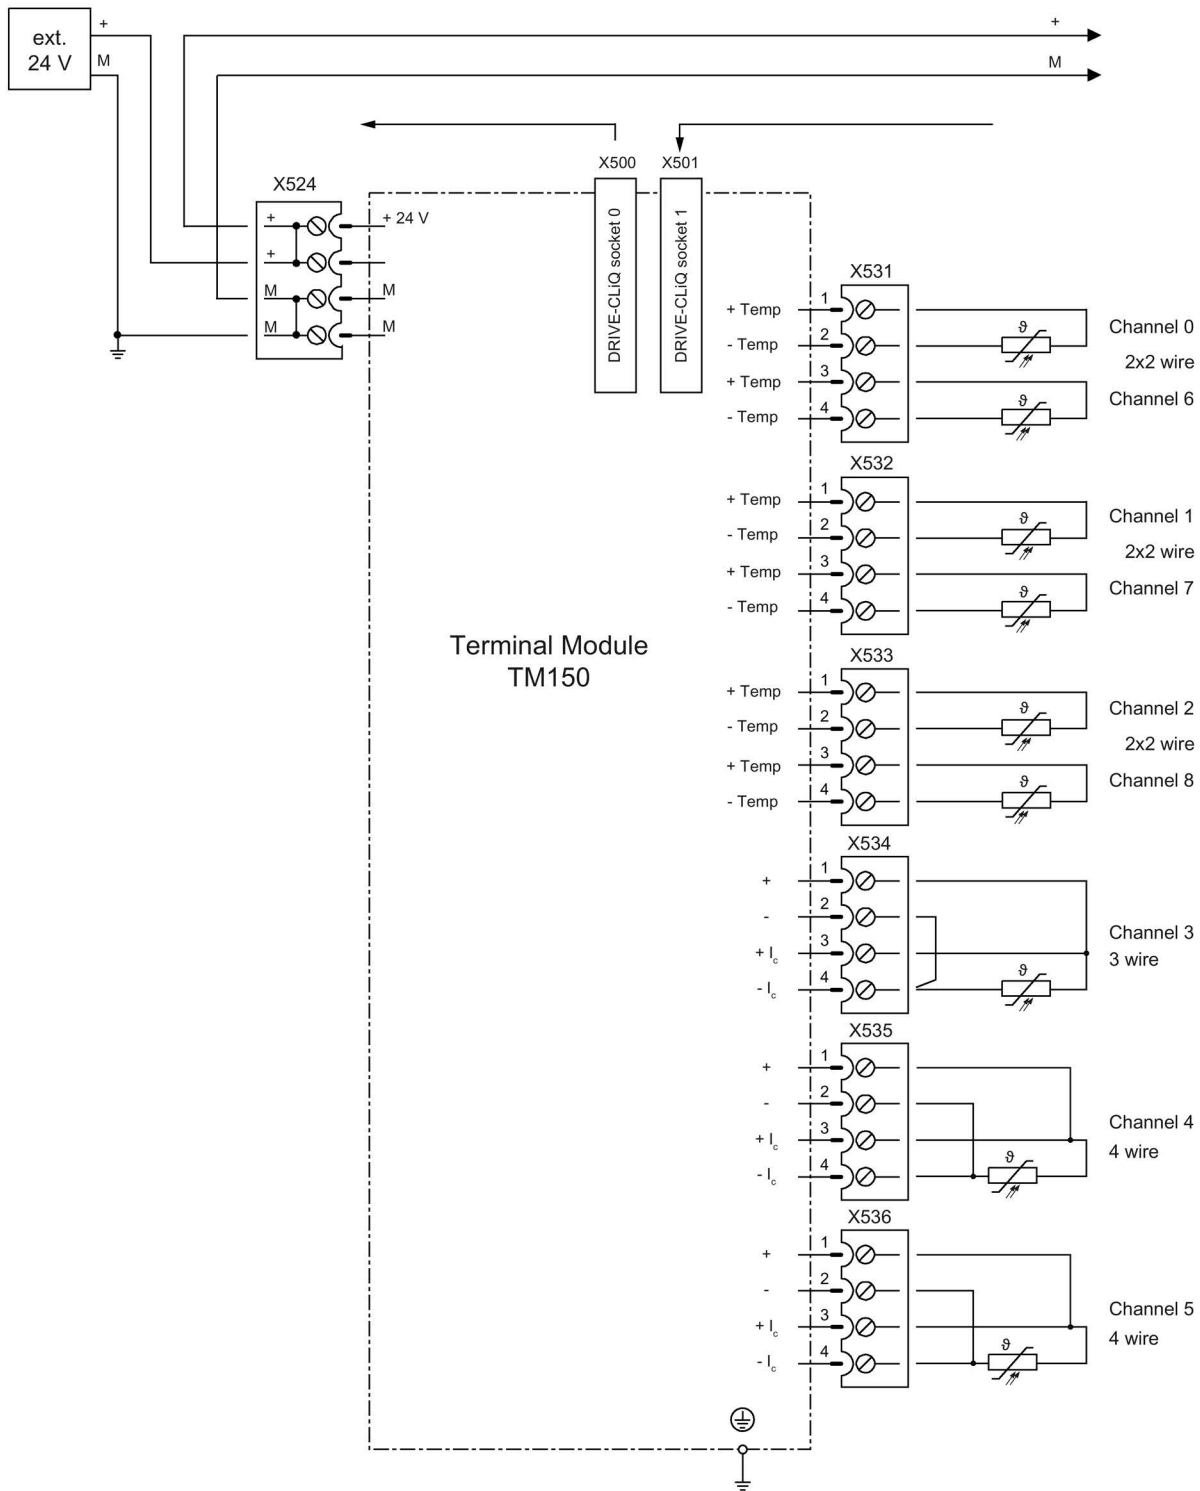 ext.
24 V
+
M
+
M
X500
X501
DRIVE-CLiQ socket 0
DRIVE-CLiQ socket 1
X524
+
+ 24 V
+
M
M
M
M
Terminal Module
TM150
X531
+ Temp 1
- Temp 2
+ Temp 3
- Temp 4
ϑ
ϑ
Channel 0
2x2 wire
Channel 6
X532
+ Temp 1
- Temp 2
+ Temp 3
- Temp 4
ϑ
ϑ
Channel 1
2x2 wire
Channel 7
X533
+ Temp 1
- Temp 2
+ Temp 3
- Temp 4
ϑ
ϑ
Channel 2
2x2 wire
Channel 8
X534
+ 1
- 2
+ Ic 3
- Ic 4
ϑ
Channel 3
3 wire
X535
+ 1
- 2
+ Ic 3
- Ic 4
ϑ
Channel 4
4 wire
X536
+ 1
- 2
+ Ic 3
- Ic 4
ϑ
Channel 5
4 wire